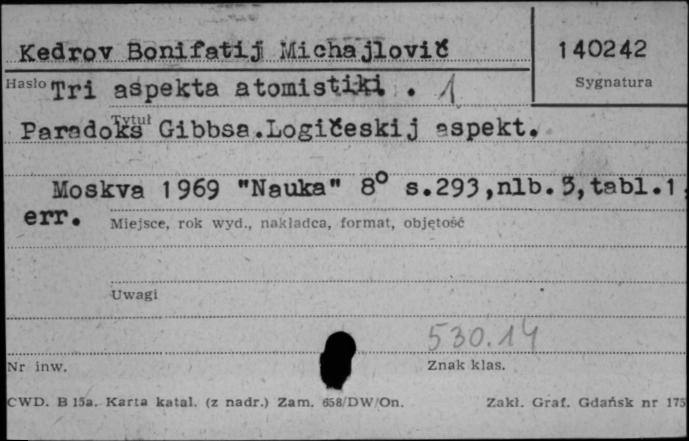 Kedrov Bonifatij Michajlovič 140242
Hasło Tri aspekta atomistiki . 1 Sygnatura
Tytuł
Paradoks Gibbsa.Logičeskij aspekt.
Moskva 1969 "Nauka" 8° s.293,nlb.3,tabl.1,
err. Miejsce, rok wyd., nakładca, format, objętość
Uwagi
530.14
Nr inw. Znak klas.
CWD. B 15a. Karta katal. (z nadr.) Zam. 658/DW/On. Zakł. Graf. Gdańsk nr 175